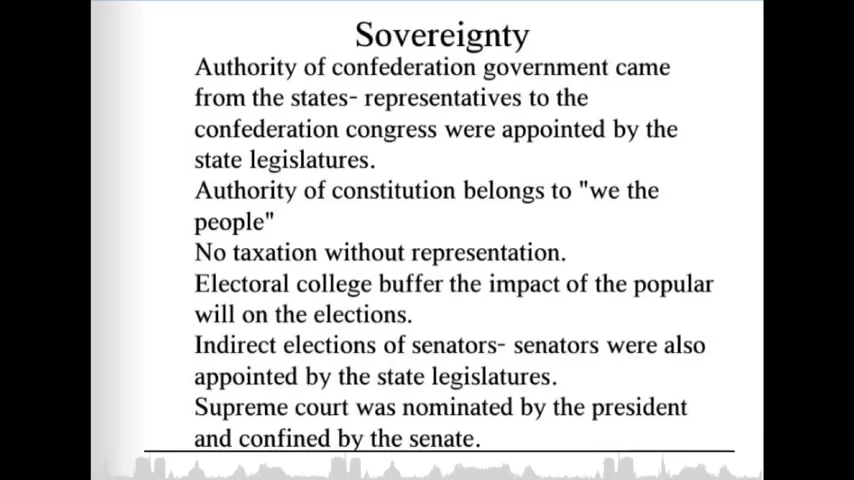 Sovereignty
Authority of confederation government came
from the states- representatives to the
confederation congress were appointed by the
state legislatures.
Authority of constitution belongs to "we the
people"
No taxation without representation.
Electoral college buffer the impact of the popular
will on the elections.
Indirect elections of senators- senators were also
appointed by the state legislatures.
Supreme court was nominated by the president
and confined by the senate.